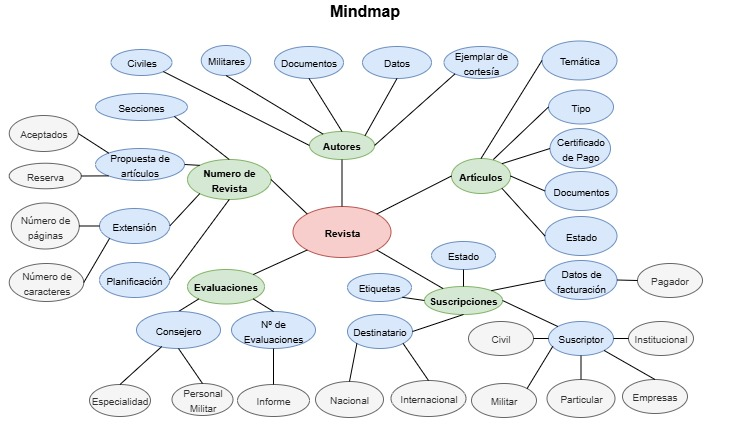 Mindmap
Civiles
Militares
Documentos
Datos
Ejemplar de
cortesía
Temática
Secciones
Tipo
Aceptados
Autores
Certificado
de Pago
Propuesta de
artículos
Reserva
Numero de
Revista
Artículos
Documentos
Número de
páginas
Extensión
Revista
Estado
Estado
Número de
caracteres
Planificación
Evaluaciones
Etiquetas
Suscripciones
Datos de
facturación
Pagador
Consejero
Nº de
Evaluaciones
Destinatario
Civil
Suscriptor
Institucional
Especialidad
Personal
Militar
Informe
Nacional
Internacional
Militar
Particular
Empresas